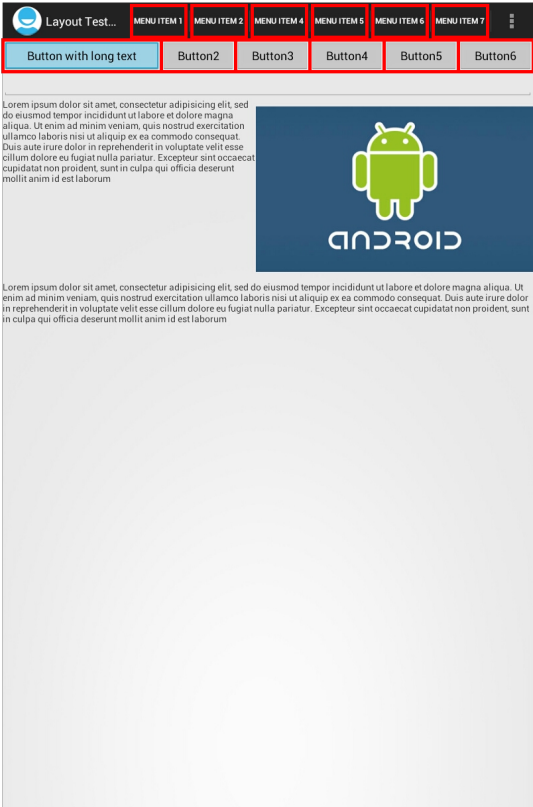 Layout Test...
MENU ITEM 1
MENU ITEM 2
MENU ITEM 4
MENU ITEM 5
MENU ITEM 6
MENU ITEM 7
Button with long text
Button2
Button3
Button4
Button5
Button6
Lorem ipsum dolor sit amet, consectetur adipisicing elit, sed
do eiusmod tempor incididunt ut labore et dolore magna
aliqua. Ut enim ad minim veniam, quis nostrud exercitation
ullamco laboris nisi ut aliquip ex ea commodo consequat.
Duis aute irure dolor in reprehenderit in voluptate velit esse
cillum dolore eu fugiat nulla pariatur. Excepteur sint occaecat
cupidatat non proident, sunt in culpa qui officia deserunt
mollit anim id est laborum
ANDROID
Lorem ipsum dolor sit amet, consectetur adipisicing elit, sed do eiusmod tempor incididunt ut labore et dolore magna aliqua. Ut
enim ad minim veniam, quis nostrud exercitation ullamco laboris nisi ut aliquip ex ea commodo consequat. Duis aute irure dolor
in reprehenderit in voluptate velit esse cillum dolore eu fugiat nulla pariatur. Excepteur sint occaecat cupidatat non proident, sunt
in culpa qui officia deserunt mollit anim id est laborum